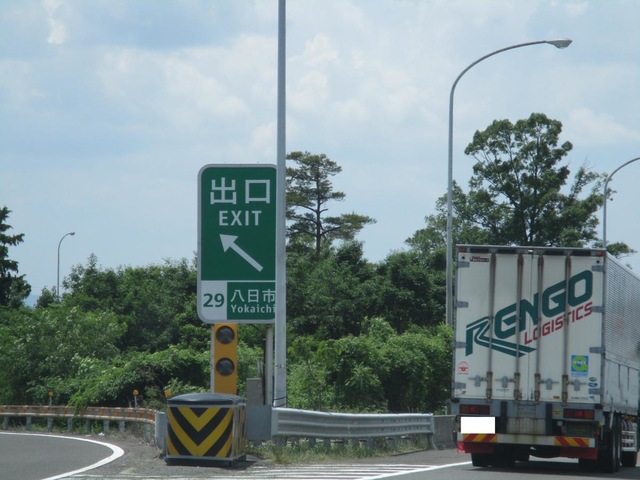 出口
EXIT
29
八日市
Yokaichi
RENGO
LOGISTICS